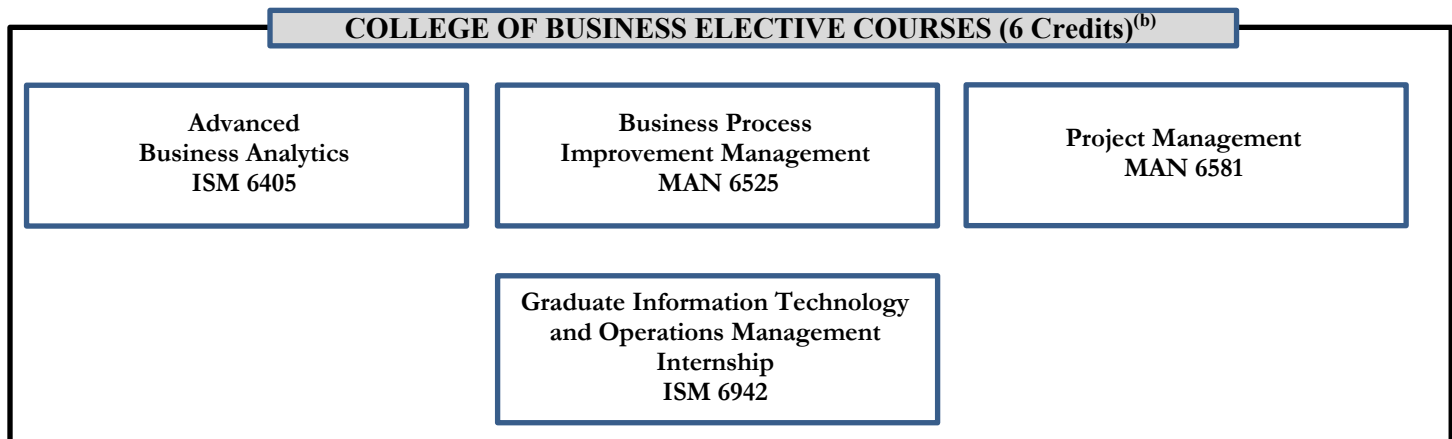 COLLEGE OF BUSINESS ELECTIVE COURSES (6 Credits)(b)
Advanced
Business Analytics
ISM 6405
Business Process
Improvement Management
MAN 6525
Project Management
MAN 6581
Graduate Information Technology
and Operations Management
Internship
ISM 6942